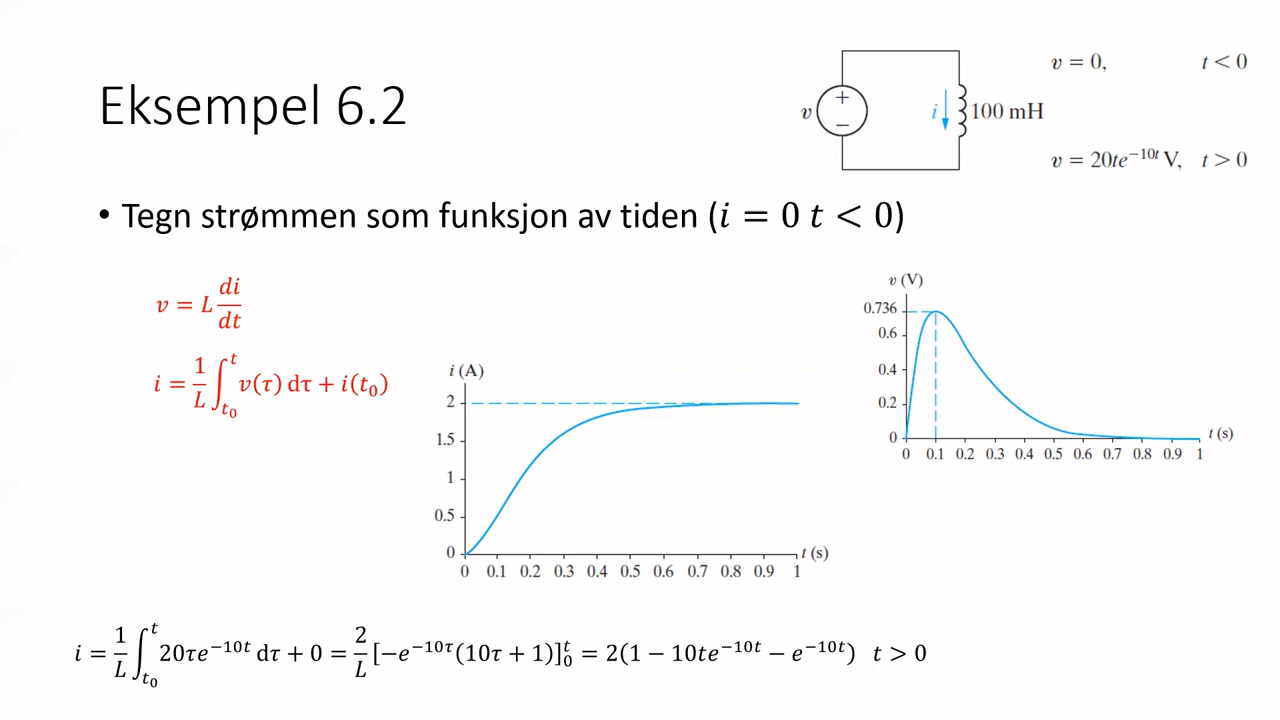 Eksempel 6.2
v
+
−
i
100 mH
v = 0, t < 0
v = 20te^{−10t} V, t > 0
• Tegn strømmen som funksjon av tiden (i = 0 t < 0)
v = L di/dt
i = 1/L ∫_{t₀}^{t} v(τ) dτ + i(t₀)
i (A)
2
1.5
1
0.5
0
0 0.1 0.2 0.3 0.4 0.5 0.6 0.7 0.8 0.9 1
t (s)
v (V)
0.736
0.6
0.4
0.2
0
0 0.1 0.2 0.3 0.4 0.5 0.6 0.7 0.8 0.9 1
t (s)
i = 1/L ∫_{t₀}^{t} 20τe^{−10t} dτ + 0 = 2/L [−e^{−10τ}(10τ + 1)]_0^t = 2(1 − 10te^{−10t} − e^{−10t}) t > 0